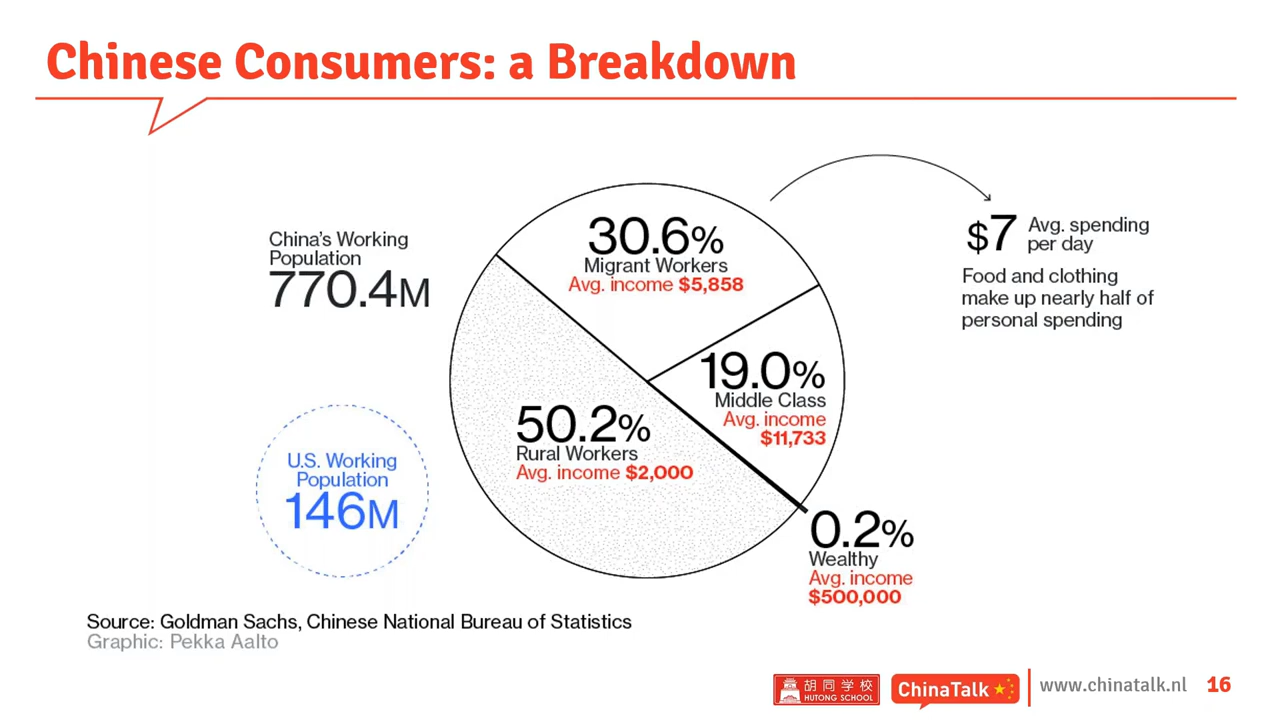 Chinese Consumers: a Breakdown
China's Working
Population
770.4M
30.6%
Migrant Workers
Avg. income $5,858
$7 Avg. spending
per day
Food and clothing
make up nearly half of
personal spending
19.0%
Middle Class
Avg. income
$11,733
50.2%
Rural Workers
Avg. income $2,000
U.S. Working
Population
146M
0.2%
Wealthy
Avg. income
$500,000
Source: Goldman Sachs, Chinese National Bureau of Statistics
Graphic: Pekka Aalto
胡同学校
HUTONG SCHOOL
ChinaTalk
www.chinatalk.nl
16